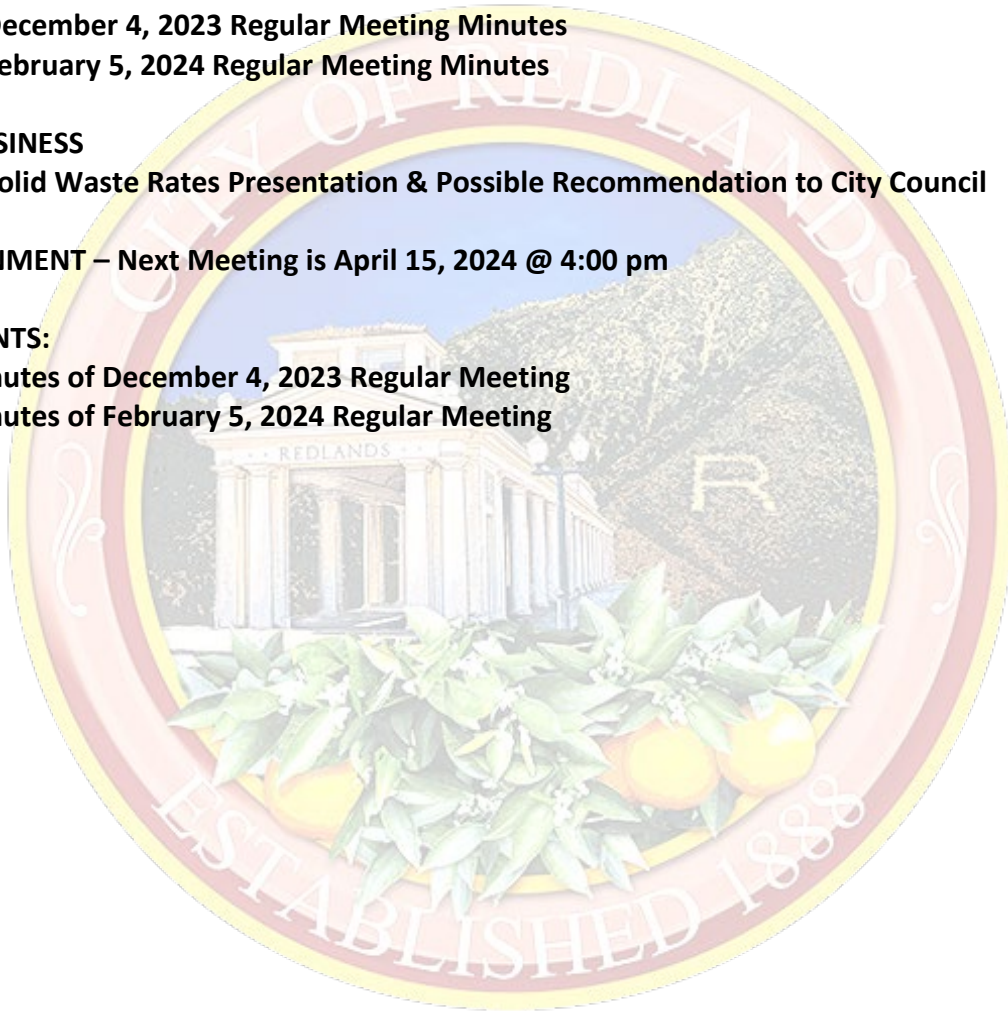 ecember 4, 2023 Regular Meeting Minutes
ebruary 5, 2024 Regular Meeting Minutes
SINESS
olid Waste Rates Presentation & Possible Recommendation to City Council
NMENT – Next Meeting is April 15, 2024 @ 4:00 pm
NTS:
nutes of December 4, 2023 Regular Meeting
nutes of February 5, 2024 Regular Meeting
CITY OF REDLANDS
· · REDLANDS · ·
R
ESTABLISHED 1888